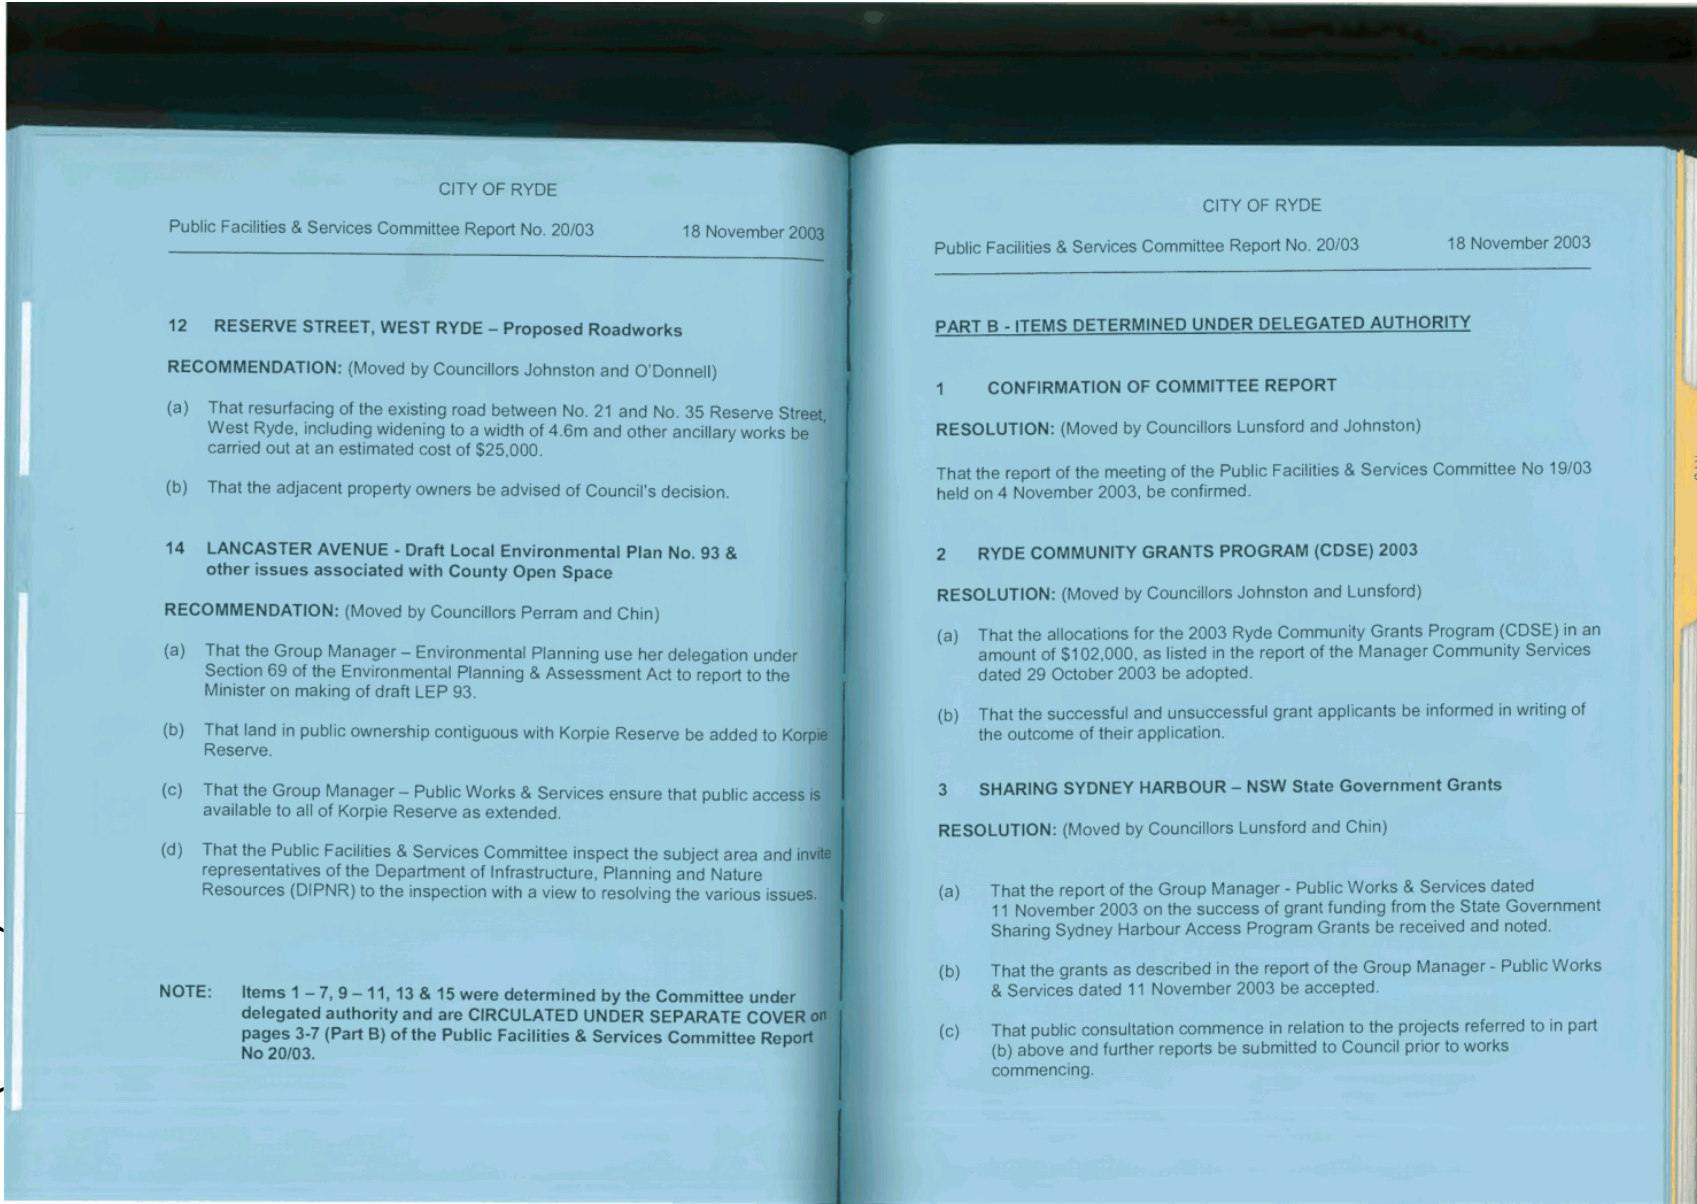 CITY OF RYDE
Public Facilities & Services Committee Report No. 20/03 18 November 2003
12 RESERVE STREET, WEST RYDE – Proposed Roadworks
RECOMMENDATION: (Moved by Councillors Johnston and O'Donnell)
(a) That resurfacing of the existing road between No. 21 and No. 35 Reserve Street,
West Ryde, including widening to a width of 4.6m and other ancillary works be
carried out at an estimated cost of $25,000.
(b) That the adjacent property owners be advised of Council's decision.
14 LANCASTER AVENUE - Draft Local Environmental Plan No. 93 &
other issues associated with County Open Space
RECOMMENDATION: (Moved by Councillors Perram and Chin)
(a) That the Group Manager – Environmental Planning use her delegation under
Section 69 of the Environmental Planning & Assessment Act to report to the
Minister on making of draft LEP 93.
(b) That land in public ownership contiguous with Korpie Reserve be added to Korpie
Reserve.
(c) That the Group Manager – Public Works & Services ensure that public access is
available to all of Korpie Reserve as extended.
(d) That the Public Facilities & Services Committee inspect the subject area and invite
representatives of the Department of Infrastructure, Planning and Nature
Resources (DIPNR) to the inspection with a view to resolving the various issues.
NOTE: Items 1 – 7, 9 – 11, 13 & 15 were determined by the Committee under
delegated authority and are CIRCULATED UNDER SEPARATE COVER on
pages 3-7 (Part B) of the Public Facilities & Services Committee Report
No 20/03.
CITY OF RYDE
Public Facilities & Services Committee Report No. 20/03 18 November 2003
PART B - ITEMS DETERMINED UNDER DELEGATED AUTHORITY
1 CONFIRMATION OF COMMITTEE REPORT
RESOLUTION: (Moved by Councillors Lunsford and Johnston)
That the report of the meeting of the Public Facilities & Services Committee No 19/03
held on 4 November 2003, be confirmed.
2 RYDE COMMUNITY GRANTS PROGRAM (CDSE) 2003
RESOLUTION: (Moved by Councillors Johnston and Lunsford)
(a) That the allocations for the 2003 Ryde Community Grants Program (CDSE) in an
amount of $102,000, as listed in the report of the Manager Community Services
dated 29 October 2003 be adopted.
(b) That the successful and unsuccessful grant applicants be informed in writing of
the outcome of their application.
3 SHARING SYDNEY HARBOUR – NSW State Government Grants
RESOLUTION: (Moved by Councillors Lunsford and Chin)
(a) That the report of the Group Manager - Public Works & Services dated
11 November 2003 on the success of grant funding from the State Government
Sharing Sydney Harbour Access Program Grants be received and noted.
(b) That the grants as described in the report of the Group Manager - Public Works
& Services dated 11 November 2003 be accepted.
(c) That public consultation commence in relation to the projects referred to in part
(b) above and further reports be submitted to Council prior to works
commencing.